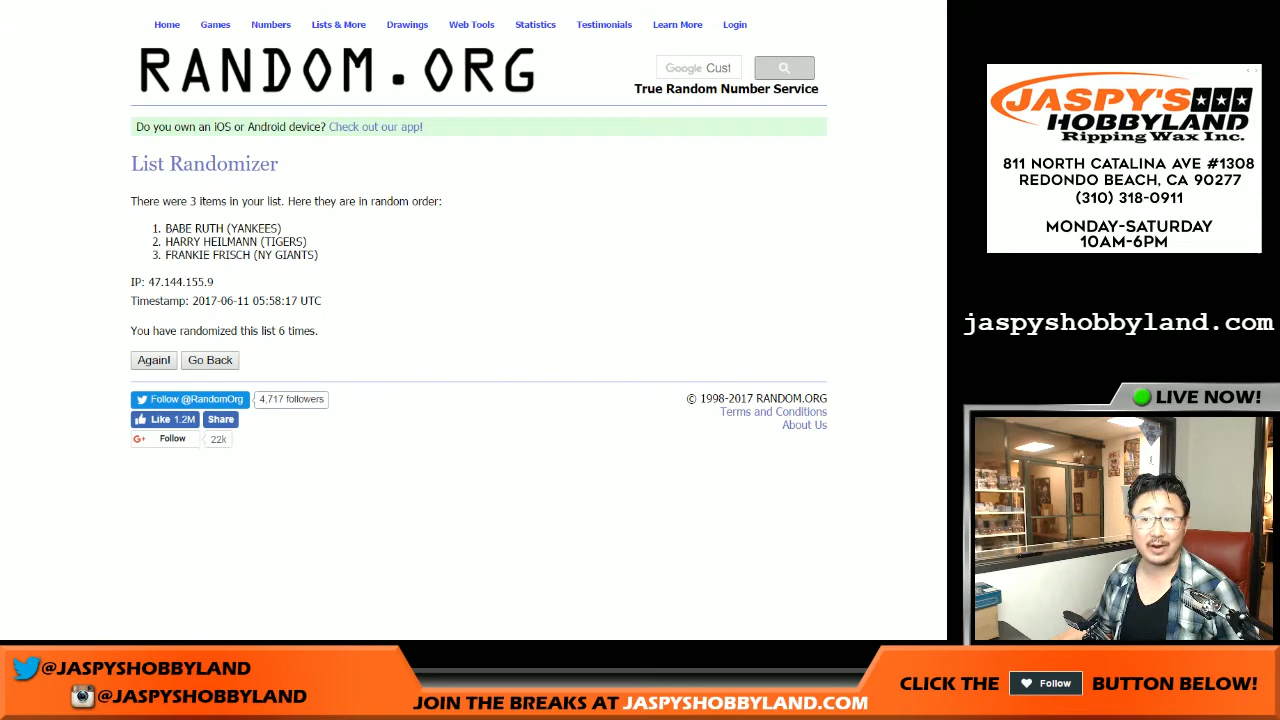 Home Games Numbers Lists & More Drawings Web Tools Statistics Testimonials Learn More Login
RANDOM.ORG
Google Cust
True Random Number Service
Do you own an iOS or Android device? Check out our app!
List Randomizer
There were 3 items in your list. Here they are in random order:
1. BABE RUTH (YANKEES)
2. HARRY HEILMANN (TIGERS)
3. FRANKIE FRISCH (NY GIANTS)
IP: 47.144.155.9
Timestamp: 2017-06-11 05:58:17 UTC
You have randomized this list 6 times.
Again! Go Back
Follow @RandomOrg 4,717 followers
Like 1.2M Share
G+ Follow 22k
© 1998-2017 RANDOM.ORG
Terms and Conditions
About Us
JASPY'S
HOBBYLAND
Ripping Wax Inc.
811 NORTH CATALINA AVE #1308
REDONDO BEACH, CA 90277
(310) 318-0911
MONDAY-SATURDAY
10AM-6PM
jaspyshobbyland.com
LIVE NOW!
@JASPYSHOBBYLAND
@JASPYSHOBBYLAND
JOIN THE BREAKS AT JASPYSHOBBYLAND.COM
CLICK THE Follow BUTTON BELOW!